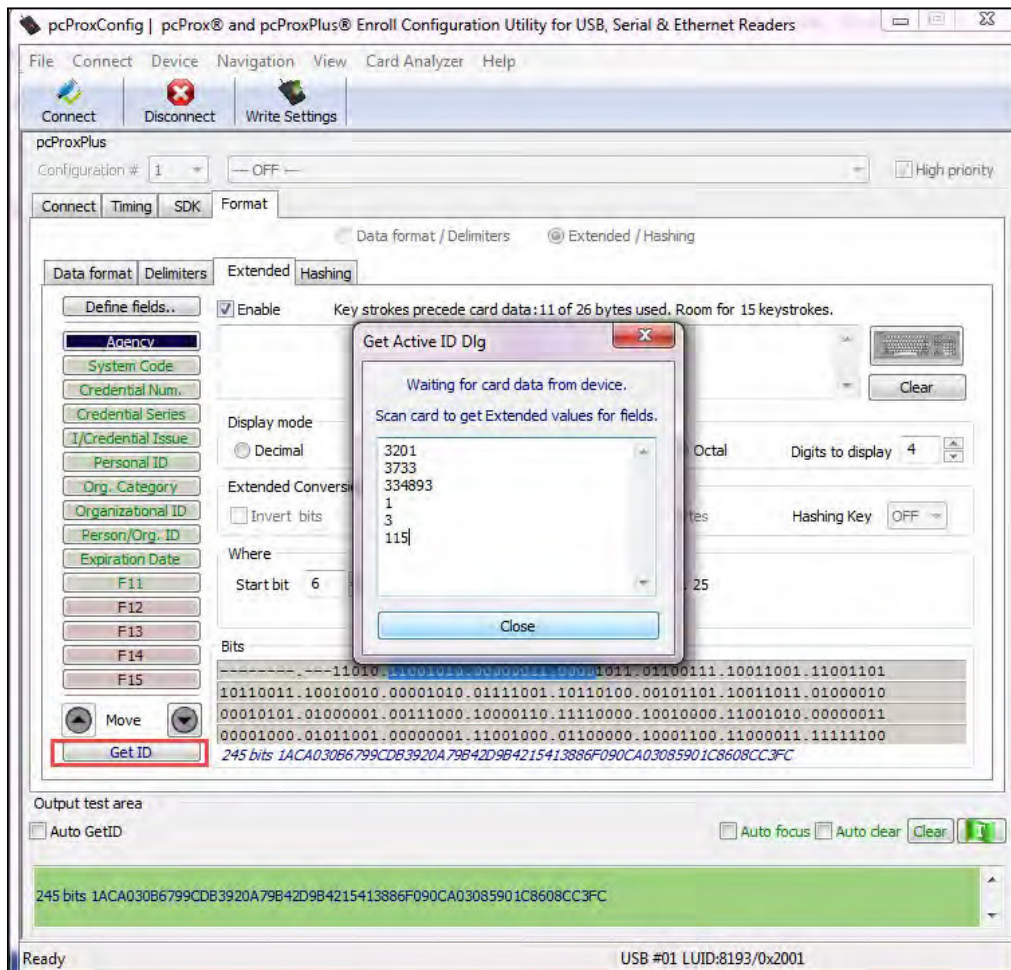 pcProxConfig | pcProx® and pcProxPlus® Enroll Configuration Utility for USB, Serial & Ethernet Readers
File Connect Device Navigation View Card Analyzer Help
Connect Disconnect Write Settings
pcProxPlus
Configuration # 1 --- OFF --- High priority
Connect Timing SDK Format
Data format / Delimiters Extended / Hashing
Data format Delimiters Extended Hashing
Define fields.. Enable Key strokes precede card data:11 of 26 bytes used. Room for 15 keystrokes.
Agency
System Code
Credential Num.
Credential Series
I/Credential Issue
Personal ID
Org. Category
Organizational ID
Person/Org. ID
Expiration Date
F11
F12
F13
F14
F15
Move
Get ID
Clear
Display mode
Decimal Octal Digits to display 4
Extended
Invert bits Hashing Key OFF
Where
Start bit 6 25
Get Active ID Dlg
Waiting for card data from device.
Scan card to get Extended values for fields.
3201
3733
334893
1
3
115
Close
Bits
--------.---11010.11001010.00000011.00001011.01100111.10011001.11001101
10110011.10010010.00001010.01111001.10110100.00101101.10011011.01000010
00010101.01000001.00111000.10000110.11110000.10010000.11001010.00000011
00001000.01011001.00000001.11001000.01100000.10001100.11000011.11111100
245 bits 1ACA030B6799CDB3920A79B42D9B4215413886F090CA03085901C8608CC3FC
Output test area
Auto GetID Auto focus Auto clear Clear
245 bits 1ACA030B6799CDB3920A79B42D9B4215413886F090CA03085901C8608CC3FC
Ready USB #01 LUID:8193/0x2001